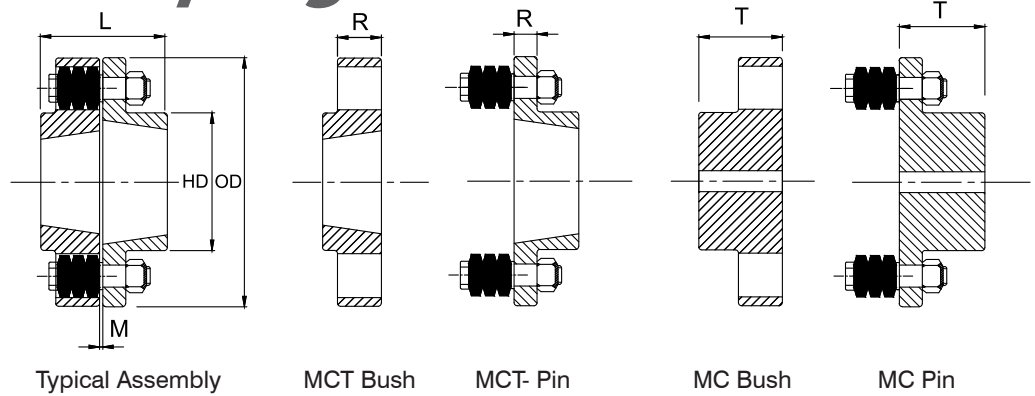 L
R
R
T
T
HD OD
M
Typical Assembly
MCT Bush
MCT- Pin
MC Bush
MC Pin